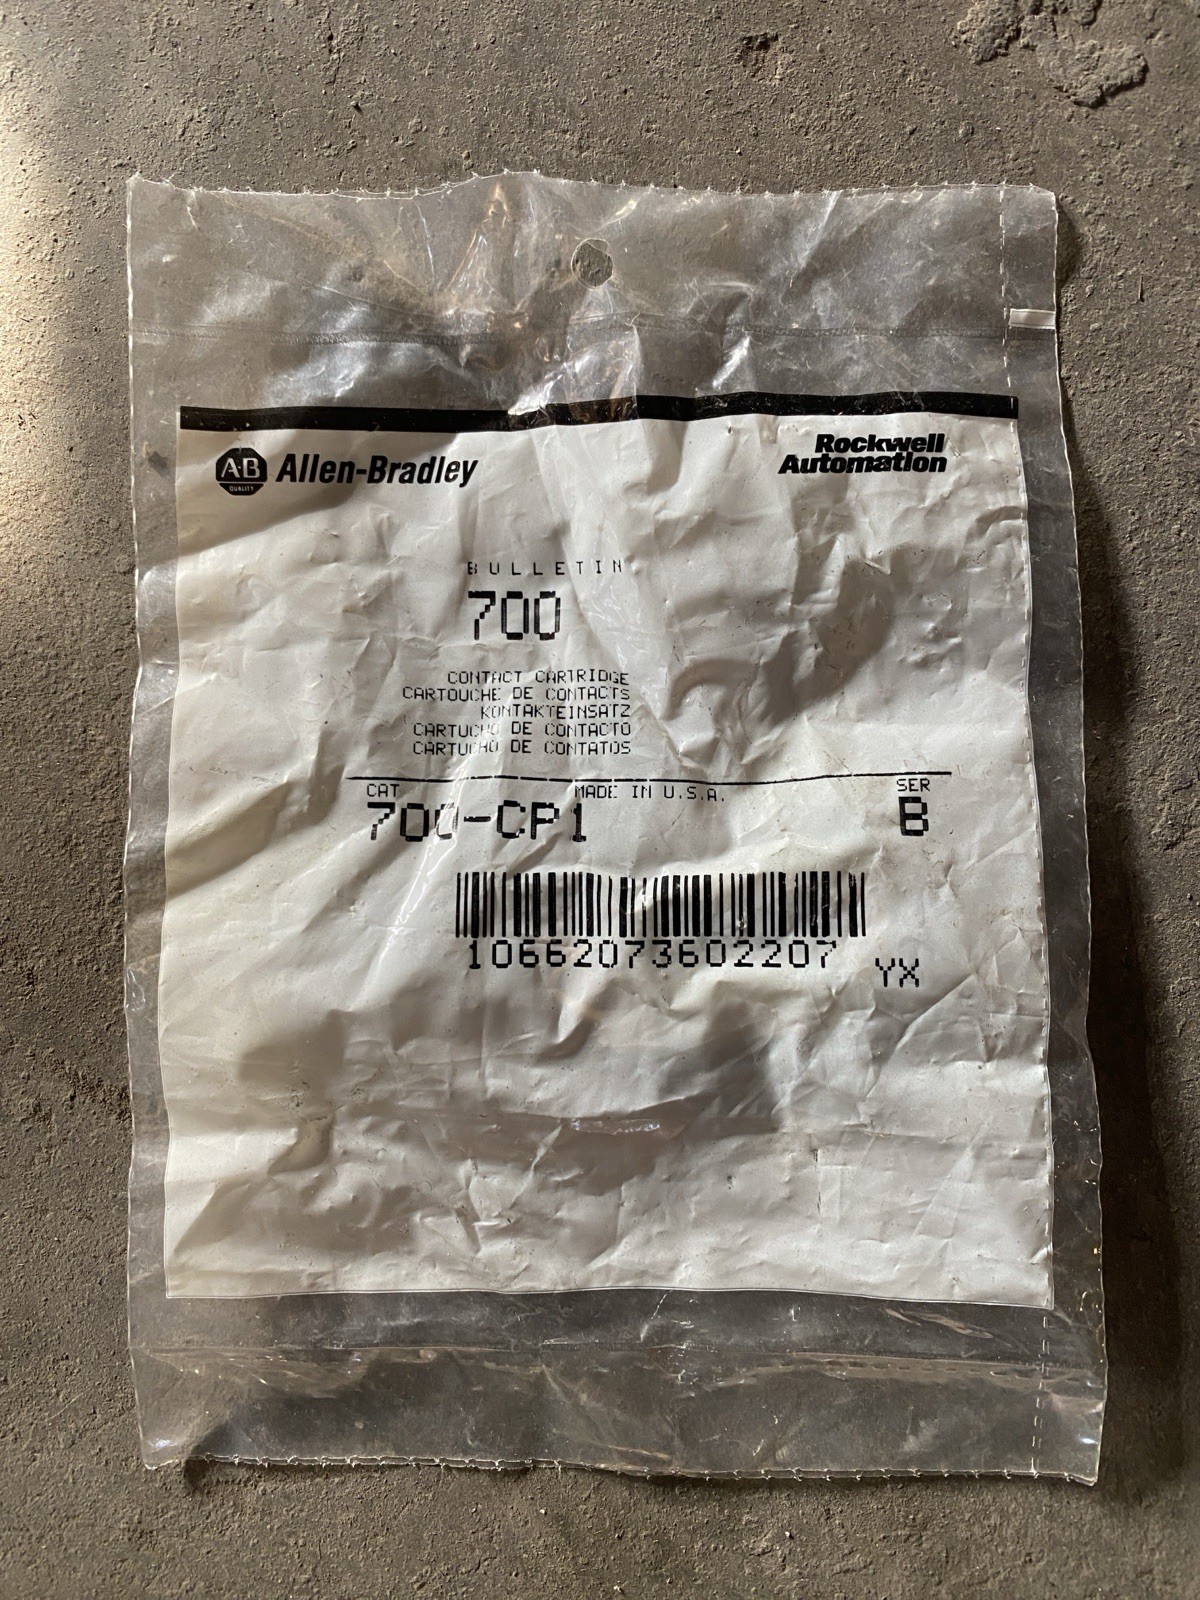 A-B
QUALITY
Allen-Bradley
Rockwell
Automation
BULLETIN
700
CONTACT CARTRIDGE
CARTOUCHE DE CONTACTS
KONTAKTEINSATZ
CARTUCHO DE CONTACTO
CARTUCHO DE CONTATOS
CAT MADE IN U.S.A. SER
700-CP1 B
10662073602207
YX